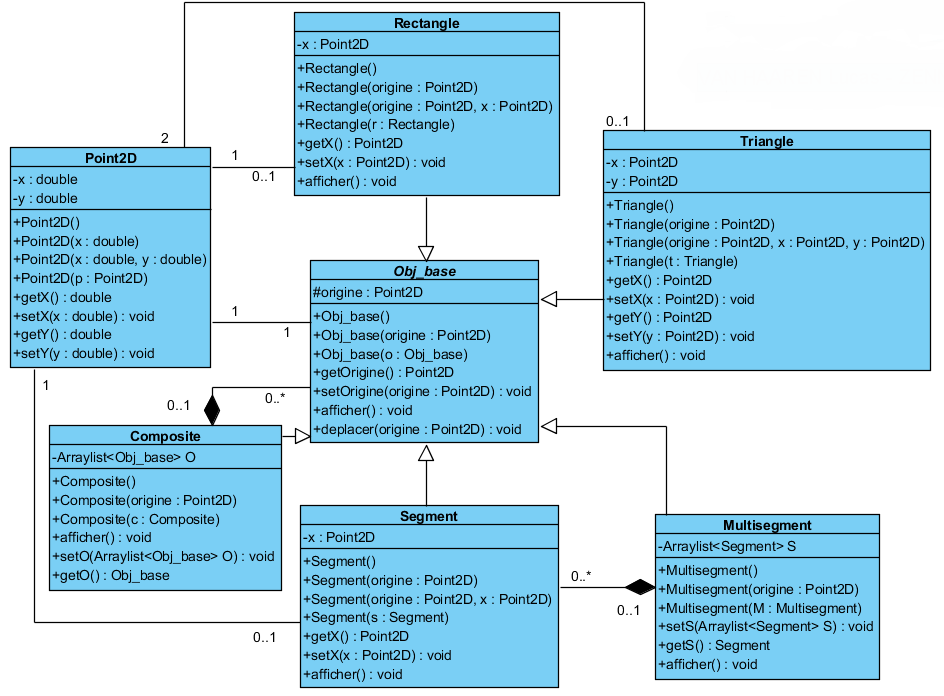 Rectangle
-x : Point2D
+Rectangle()
+Rectangle(origine : Point2D)
+Rectangle(origine : Point2D, x : Point2D)
+Rectangle(r : Rectangle)
+getX() : Point2D
+setX(x : Point2D) : void
+afficher() : void
2
1
0..1
0..1
Point2D
-x : double
-y : double
+Point2D()
+Point2D(x : double)
+Point2D(x : double, y : double)
+Point2D(p : Point2D)
+getX() : double
+setX(x : double) : void
+getY() : double
+setY(y : double) : void
Triangle
-x : Point2D
-y : Point2D
+Triangle()
+Triangle(origine : Point2D)
+Triangle(origine : Point2D, x : Point2D, y : Point2D)
+Triangle(t : Triangle)
+getX() : Point2D
+setX(x : Point2D) : void
+getY() : Point2D
+setY(y : Point2D) : void
+afficher() : void
Obj_base
#origine : Point2D
+Obj_base()
+Obj_base(origine : Point2D)
+Obj_base(o : Obj_base)
+getOrigine() : Point2D
+setOrigine(origine : Point2D) : void
+afficher() : void
+deplacer(origine : Point2D) : void
1
1
1
0..1
0..*
Composite
-Arraylist<Obj_base> O
+Composite()
+Composite(origine : Point2D)
+Composite(c : Composite)
+afficher() : void
+setO(Arraylist<Obj_base> O) : void
+getO() : Obj_base
0..1
Segment
-x : Point2D
+Segment()
+Segment(origine : Point2D)
+Segment(origine : Point2D, x : Point2D)
+Segment(s : Segment)
+getX() : Point2D
+setX(x : Point2D) : void
+afficher() : void
0..*
0..1
Multisegment
-Arraylist<Segment> S
+Multisegment()
+Multisegment(origine : Point2D)
+Multisegment(M : Multisegment)
+setS(Arraylist<Segment> S) : void
+getS() : Segment
+afficher() : void